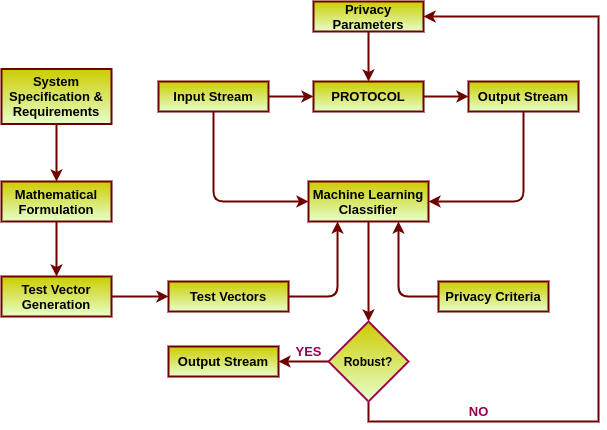 Privacy
Parameters
System
Specification &
Requirements
Input Stream
PROTOCOL
Output Stream
Mathematical
Formulation
Machine Learning
Classifier
Test Vector
Generation
Test Vectors
Privacy Criteria
Output Stream
YES
Robust?
NO